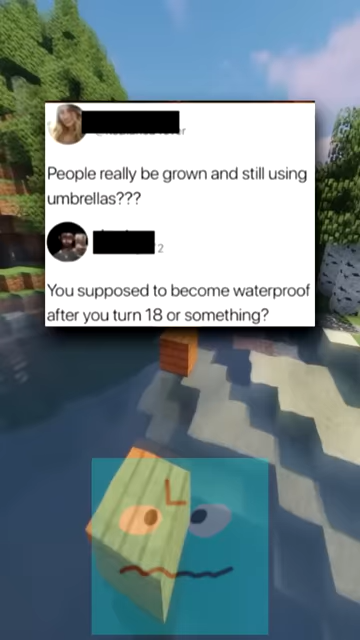 People really be grown and still using
umbrellas???
2
You supposed to become waterproof
after you turn 18 or something?